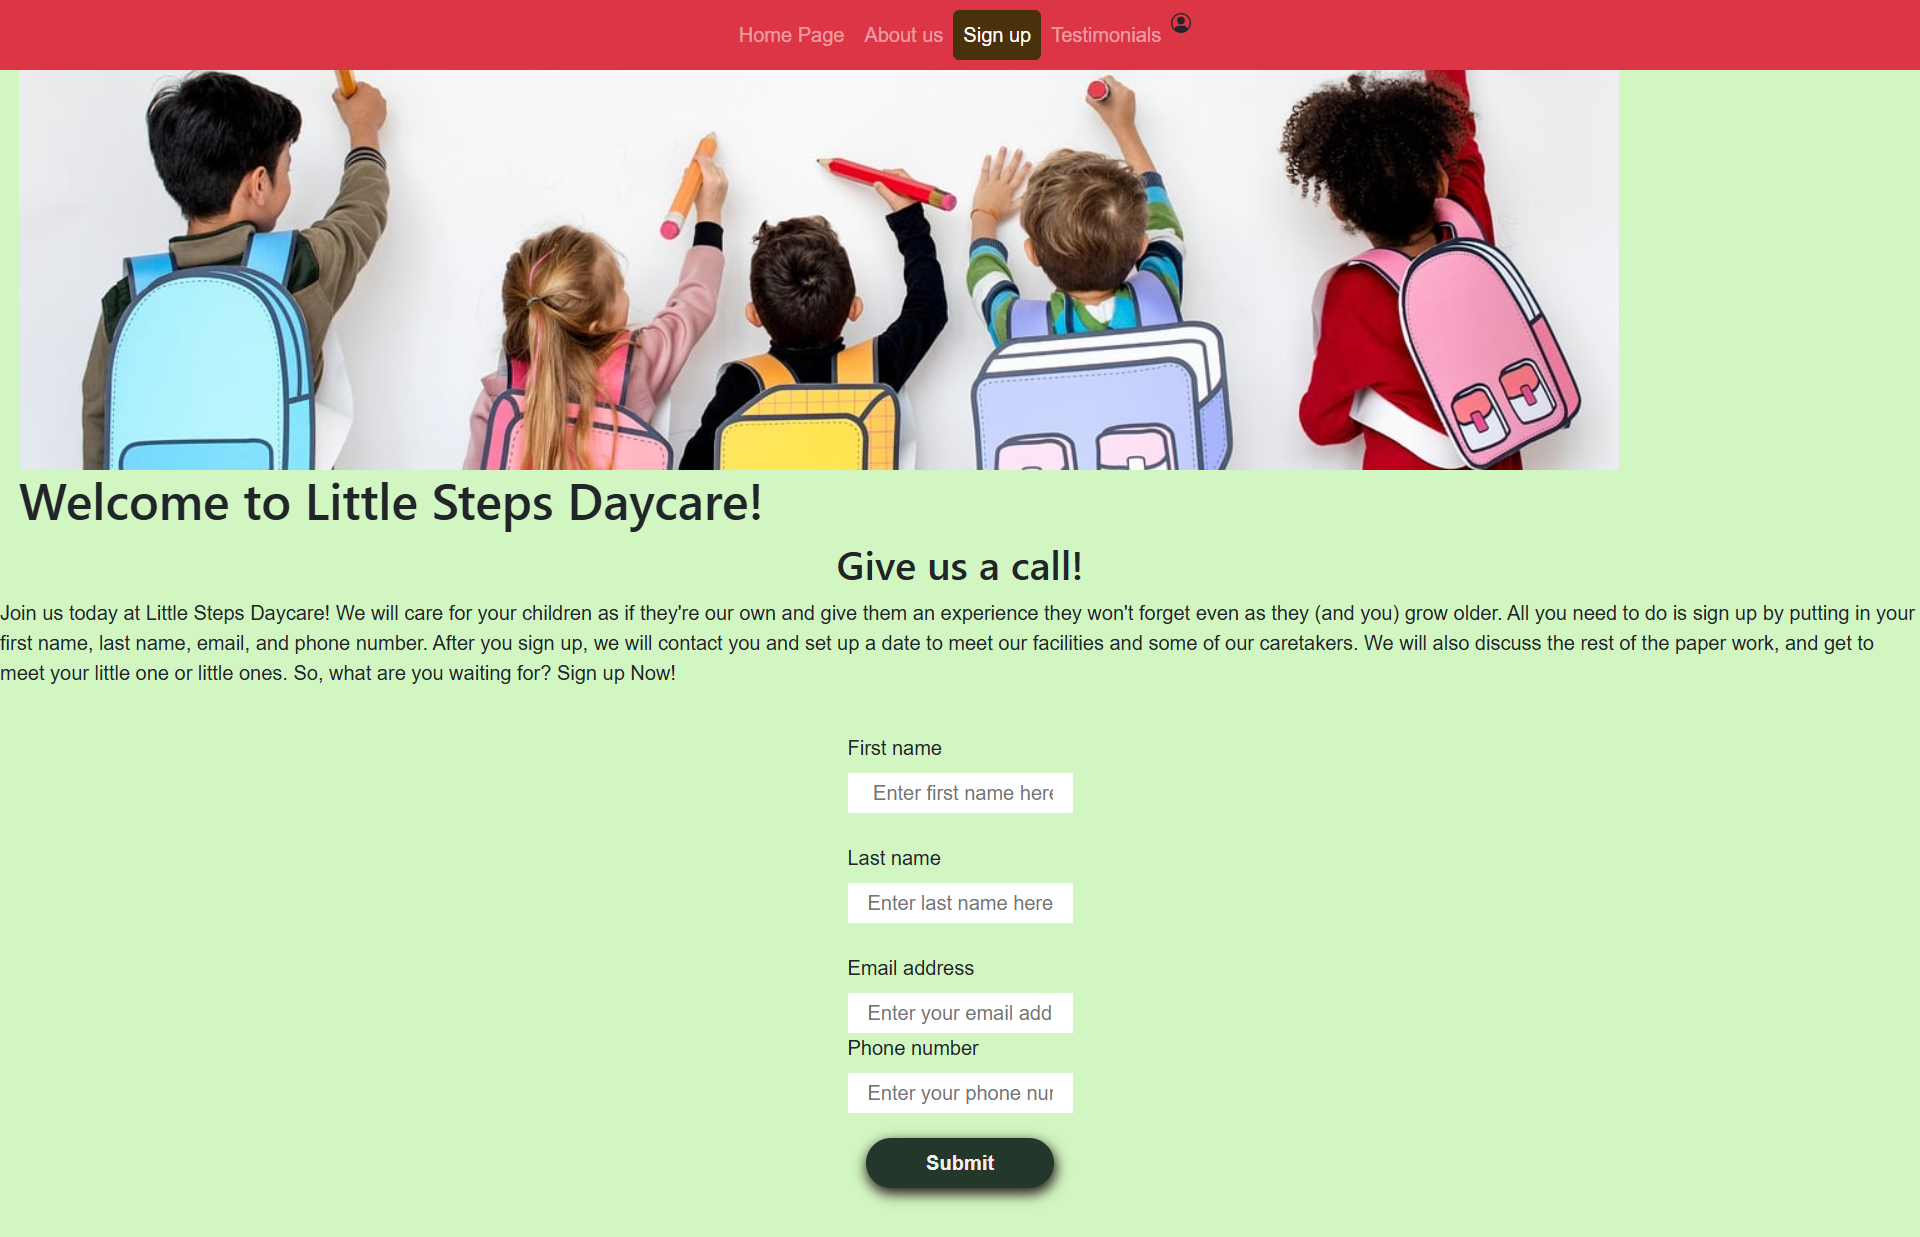 Home Page About us Sign up Testimonials
Welcome to Little Steps Daycare!
Give us a call!
Join us today at Little Steps Daycare! We will care for your children as if they're our own and give them an experience they won't forget even as they (and you) grow older. All you need to do is sign up by putting in your
first name, last name, email, and phone number. After you sign up, we will contact you and set up a date to meet our facilities and some of our caretakers. We will also discuss the rest of the paper work, and get to
meet your little one or little ones. So, what are you waiting for? Sign up Now!
First name
Enter first name here
Last name
Enter last name here
Email address
Enter your email add
Phone number
Enter your phone nur
Submit